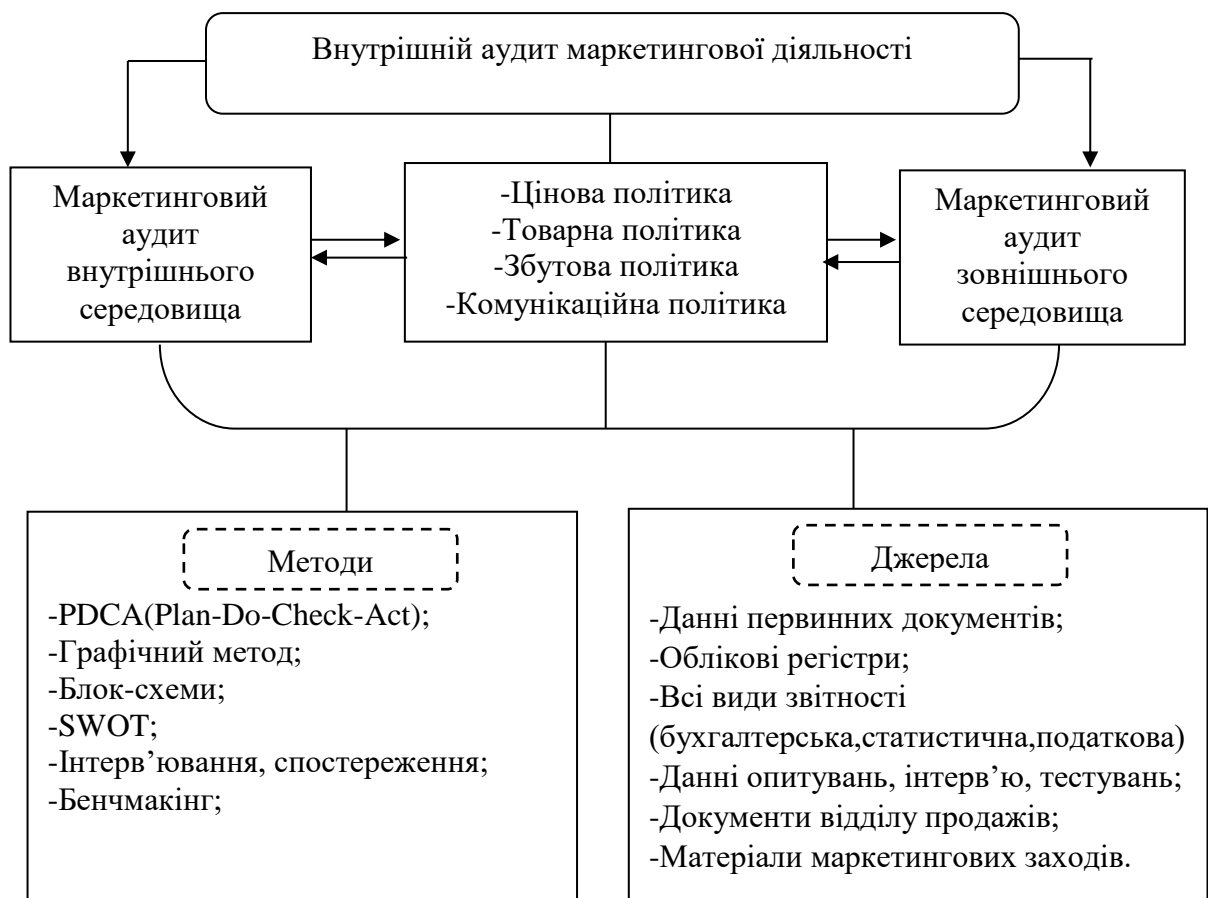 Внутрішній аудит маркетингової діяльності
Маркетинговий
аудит
внутрішнього
середовища
-Цінова політика
-Товарна політика
-Збутова політика
-Комунікаційна політика
Маркетинговий
аудит
зовнішнього
середовища
Методи
-PDCA(Plan-Do-Check-Act);
-Графічний метод;
-Блок-схеми;
-SWOT;
-Інтерв’ювання, спостереження;
-Бенчмакінг;
Джерела
-Данні первинних документів;
-Облікові регістри;
-Всі види звітності
(бухгалтерська,статистична,податкова)
-Данні опитувань, інтерв’ю, тестувань;
-Документи відділу продажів;
-Матеріали маркетингових заходів.